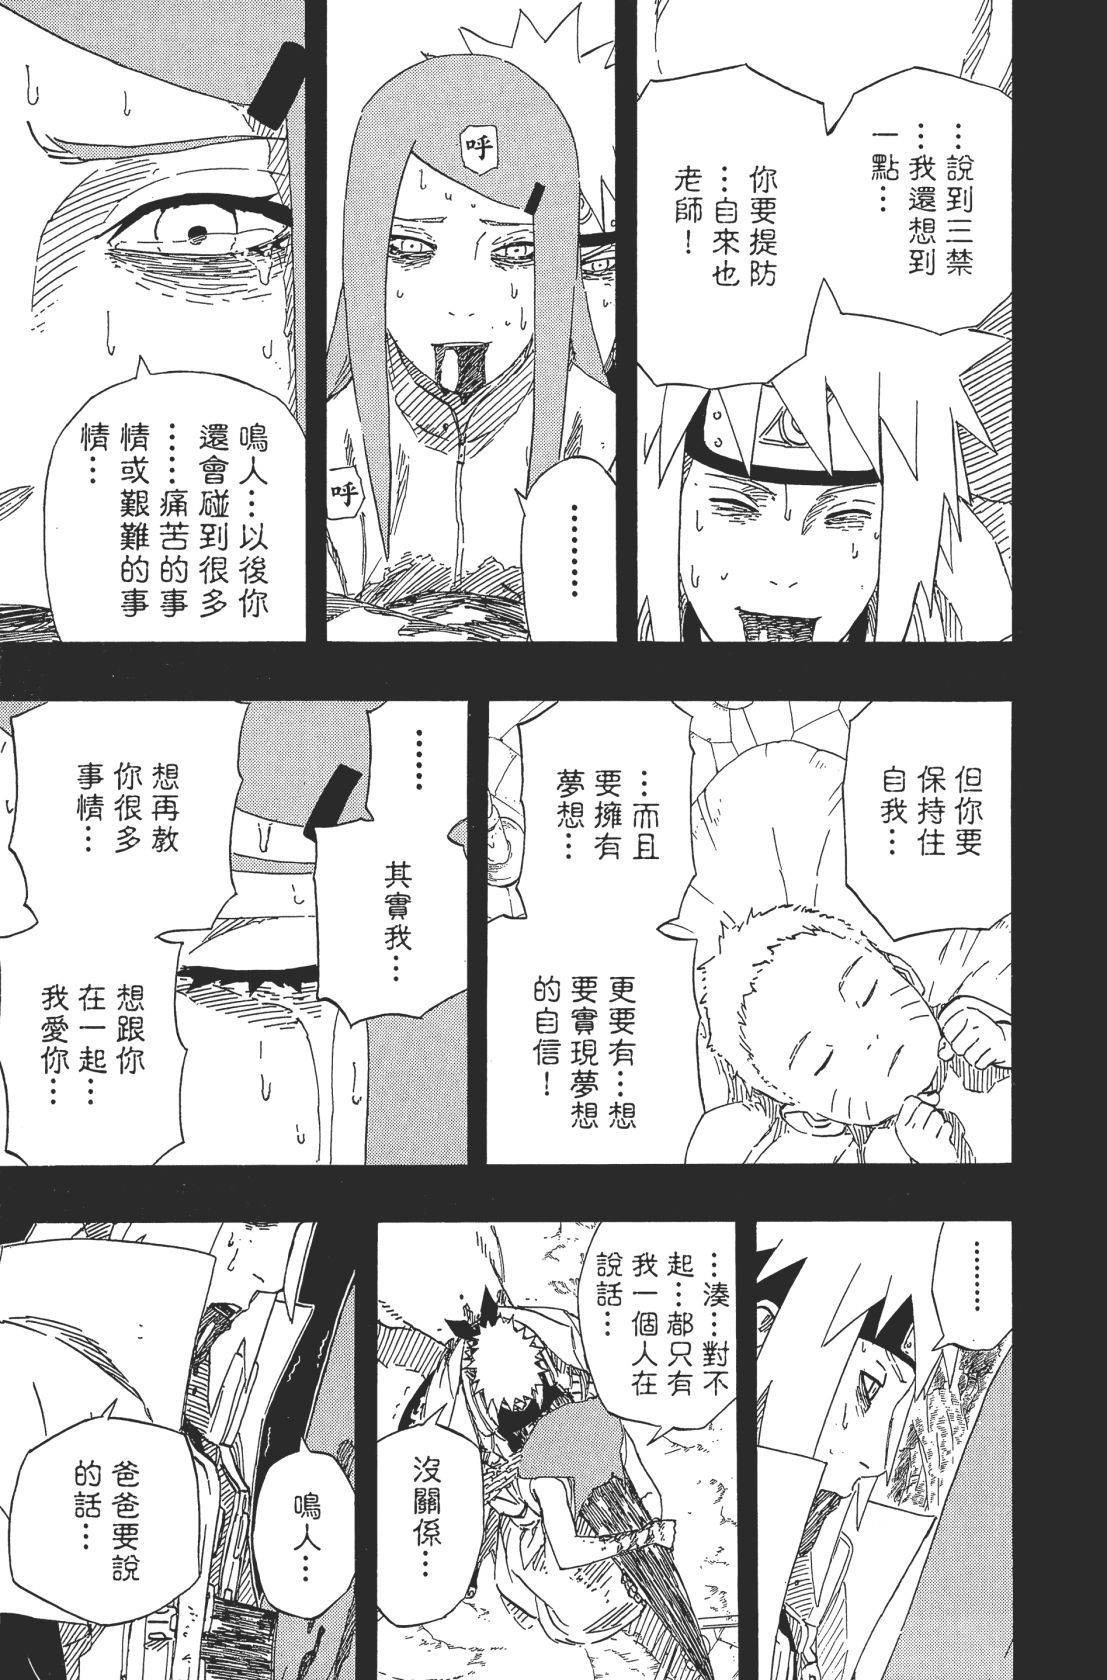 …說到三禁
…我還想到
一點…
你要提防
…自來也
老師！
呼
呼
………
鳴人…以後你
還會碰到很多
……痛苦的事
情或艱難的事
情…
但你要
保持住
自我…
…而且
要擁有
夢想…
更要有…想
要實現夢想
的自信！
……
其實我…
想再教
你很多
事情…
想跟你
在一起…
我愛你…
………
…湊…對不
起…都只有
我一個人在
說話…
沒關係…
鳴人…
爸爸要說
的話…